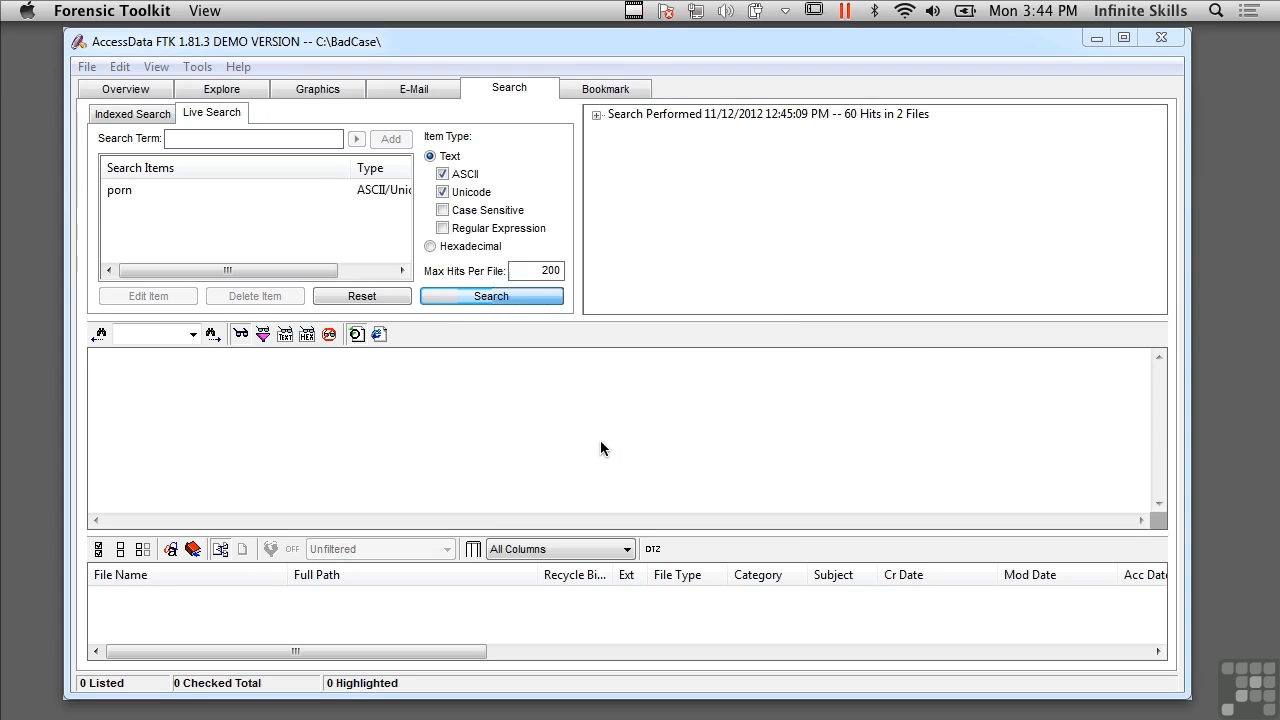 Forensic Toolkit View Mon 3:44 PM Infinite Skills
AccessData FTK 1.81.3 DEMO VERSION -- C:\BadCase\
File Edit View Tools Help
Overview Explore Graphics E-Mail Search Bookmark
Indexed Search Live Search
Search Performed 11/12/2012 12:45:09 PM -- 60 Hits in 2 Files
Search Term: Add Item Type:
Text
Search Items Type
ASCII
porn ASCII/Unic
Unicode
Case Sensitive
Regular Expression
Hexadecimal
Max Hits Per File: 200
Edit Item Delete Item Reset Search
TEXT HEX
OFF Unfiltered All Columns DTZ
File Name Full Path Recycle Bi... Ext File Type Category Subject Cr Date Mod Date Acc Date
0 Listed 0 Checked Total 0 Highlighted